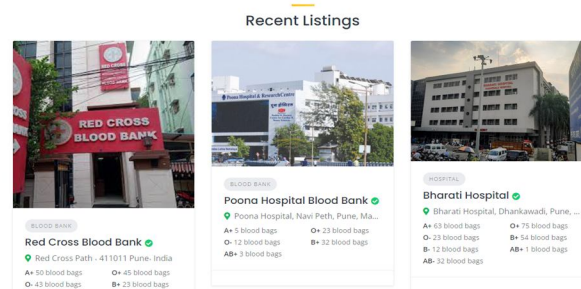 Recent Listings
RED CROSS
BLOOD BANK
BLOOD BANK
Red Cross Blood Bank
Red Cross Path - 411011 Pune- India
A+ 50 blood bags O+ 45 blood bags
O- 43 blood bags B+ 23 blood bags
Poona Hospital & Research Centre
BLOOD BANK
Poona Hospital Blood Bank
Poona Hospital, Navi Peth, Pune, Ma...
A+ 5 blood bags O+ 23 blood bags
O- 12 blood bags B+ 32 blood bags
AB+ 3 blood bags
HOSPITAL
Bharati Hospital
Bharati Hospital, Dhankawadi, Pune, ...
A+ 63 blood bags O+ 75 blood bags
O- 23 blood bags B+ 54 blood bags
B- 12 blood bags AB+ 1 blood bags
AB- 32 blood bags